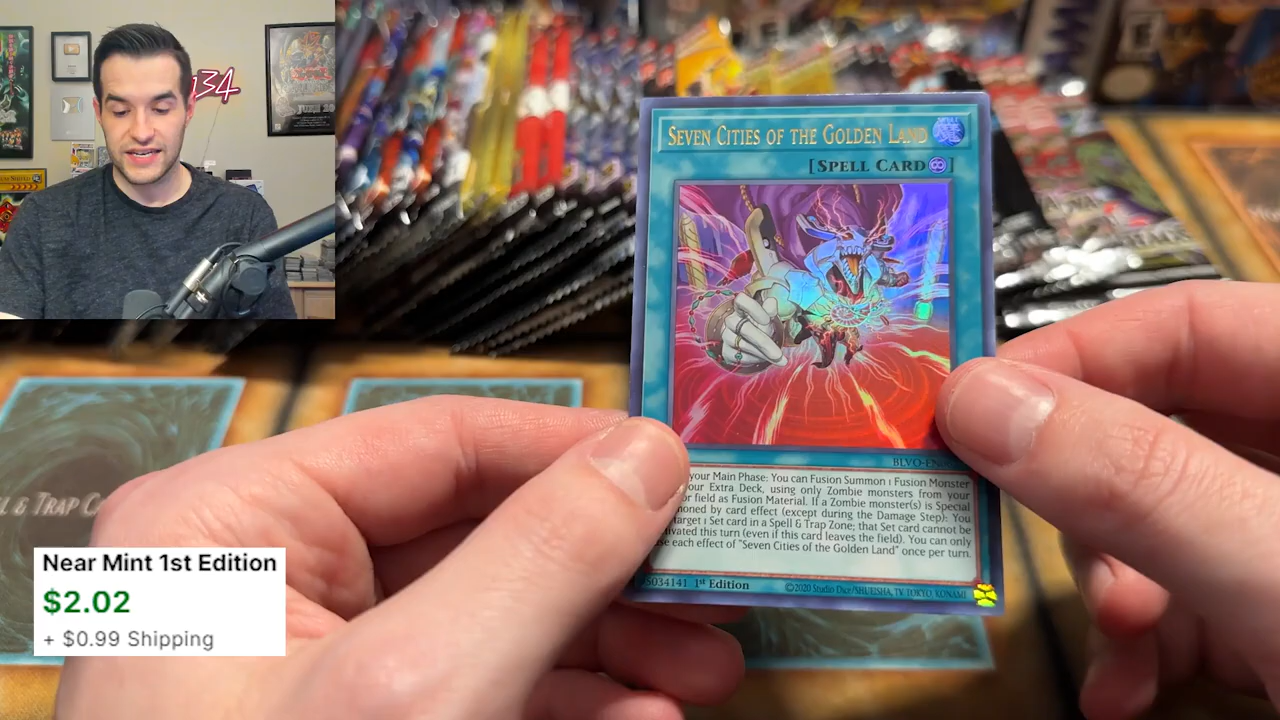 134
SEVEN CITIES OF THE GOLDEN LAND
[SPELL CARD]
BLVO-EN
your Main Phase: You can Fusion Summon 1 Fusion Monster
your Extra Deck, using only Zombie monsters from your
or field as Fusion Material. If a Zombie monster(s) is Special
by card effect (except during the Damage Step): You
target 1 Set card in a Spell & Trap Zone; that Set card cannot be
this turn (even if this card leaves the field). You can only
each effect of "Seven Cities of the Golden Land" once per turn.
95034141 1st Edition
©2020 Studio Dice/SHUEISHA, TV TOKYO, KONAMI
& TRAP
Near Mint 1st Edition
$2.02
+ $0.99 Shipping